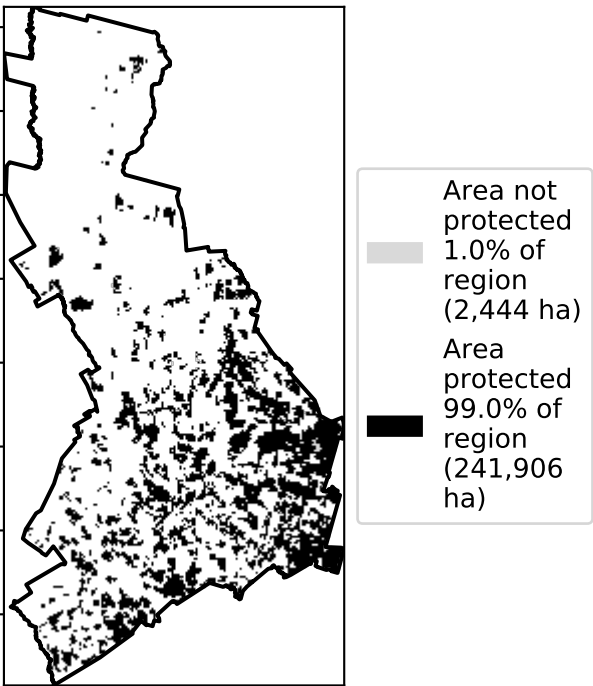 Area not
protected
1.0% of
region
(2,444 ha)
Area
protected
99.0% of
region
(241,906
ha)